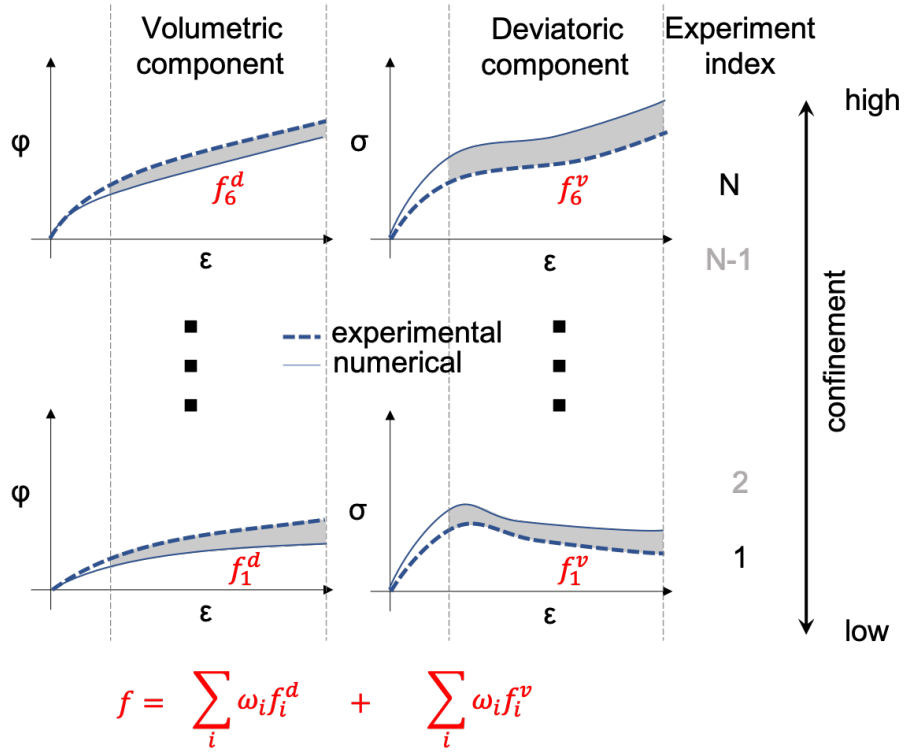 Volumetric component
Deviatoric component
Experiment index
φ
f_6^d
ε
σ
f_6^v
ε
N
N-1
high
experimental
numerical
confinement
φ
f_1^d
ε
σ
f_1^v
ε
2
1
low
f = ∑_i ω_i f_i^d + ∑_i ω_i f_i^v